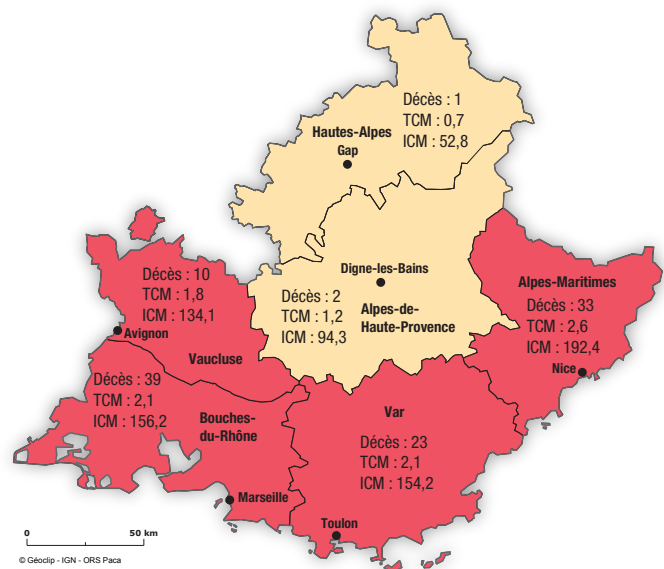 Décès : 1
TCM : 0,7
ICM : 52,8
Hautes-Alpes
Gap
Digne-les-Bains
Alpes-de-
Haute-Provence
Décès : 2
TCM : 1,2
ICM : 94,3
Alpes-Maritimes
Décès : 33
TCM : 2,6
ICM : 192,4
Nice
Décès : 10
TCM : 1,8
ICM : 134,1
Avignon
Vaucluse
Décès : 39
TCM : 2,1
ICM : 156,2
Bouches-
du-Rhône
Marseille
Var
Décès : 23
TCM : 2,1
ICM : 154,2
Toulon
0 50 km
© Géoclip - IGN - ORS Paca